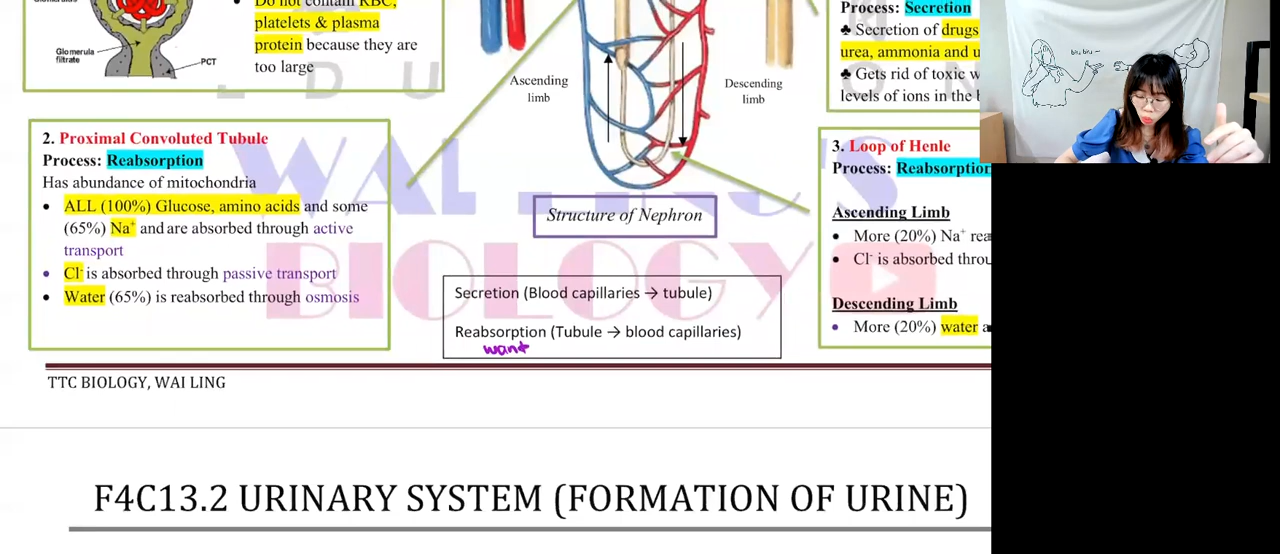 Do not contain RBC,
platelets & plasma
protein because they are
too large
Glomerula
filtrate
PCT
Ascending
limb
Descending
limb
Process: Secretion
♣ Secretion of drugs
urea, ammonia and u
♣ Gets rid of toxic w
levels of ions in the
2. Proximal Convoluted Tubule
Process: Reabsorption
Has abundance of mitochondria
• ALL (100%) Glucose, amino acids and some
(65%) Na⁺ and are absorbed through active
transport
• Cl⁻ is absorbed through passive transport
• Water (65%) is reabsorbed through osmosis
Structure of Nephron
Secretion (Blood capillaries → tubule)
Reabsorption (Tubule → blood capillaries)
want
3. Loop of Henle
Process: Reabsorption
Ascending Limb
• More (20%) Na⁺ rea
• Cl⁻ is absorbed throu
Descending Limb
• More (20%) water a
BIOLOGY
TTC BIOLOGY, WAI LING
F4C13.2 URINARY SYSTEM (FORMATION OF URINE)